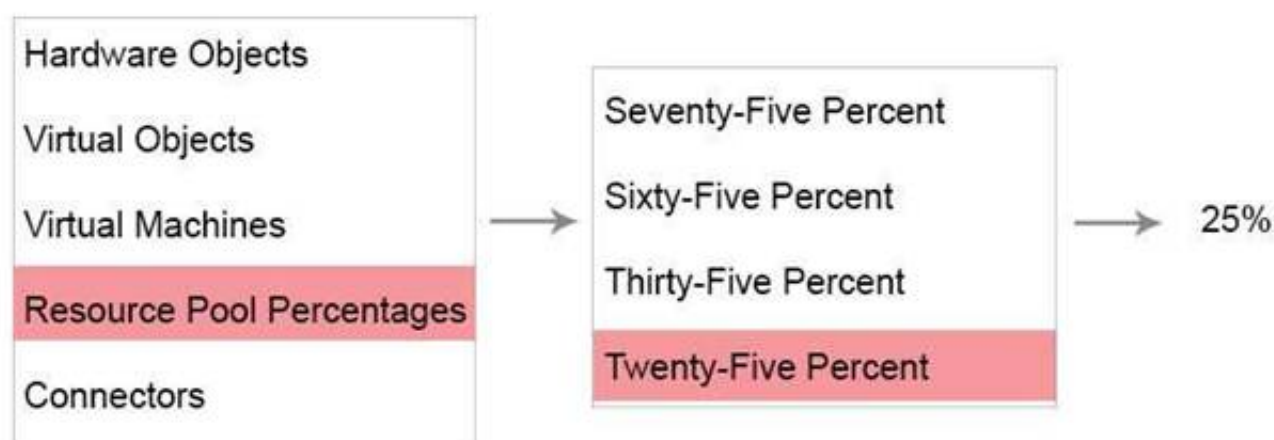 Hardware Objects
Virtual Objects
Virtual Machines
Resource Pool Percentages
Connectors
Seventy-Five Percent
Sixty-Five Percent
Thirty-Five Percent
Twenty-Five Percent
25%